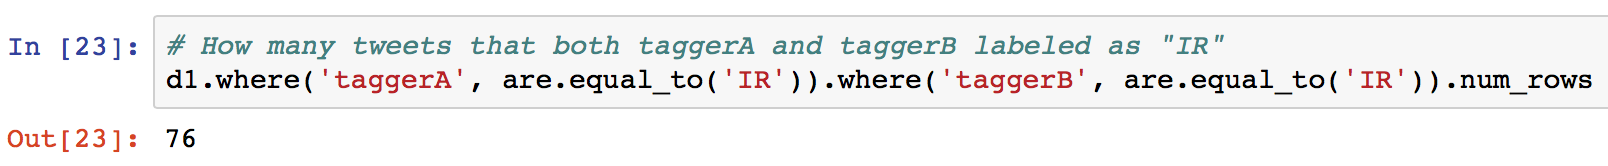 In [23]: # How many tweets that both taggerA and taggerB labeled as "IR"
d1.where('taggerA', are.equal_to('IR')).where('taggerB', are.equal_to('IR')).num_rows
Out[23]: 76